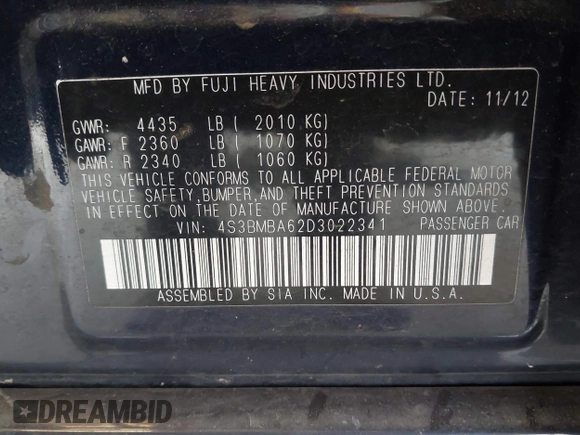 MFD BY FUJI HEAVY INDUSTRIES LTD.
DATE: 11/12
GVWR: 4435 LB ( 2010 KG)
GAWR: F 2360 LB ( 1070 KG)
GAWR: R 2340 LB ( 1060 KG)
THIS VEHICLE CONFORMS TO ALL APPLICABLE FEDERAL MOTOR
VEHICLE SAFETY,BUMPER,AND THEFT PREVENTION STANDARDS
IN EFFECT ON THE DATE OF MANUFACTURE SHOWN ABOVE.
VIN: 4S3BMBA62D3022341 PASSENGER CAR
ASSEMBLED BY SIA INC. MADE IN U.S.A.
DREAMBID